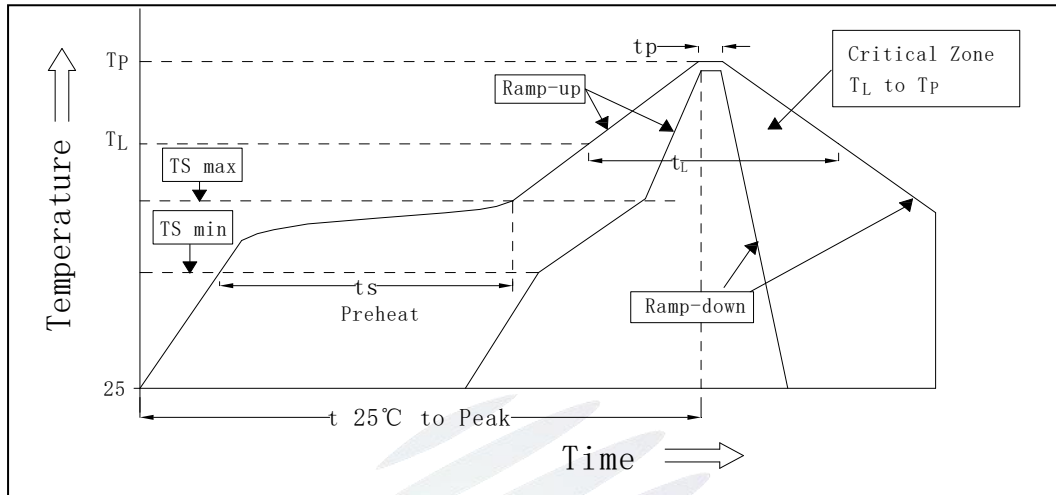 tp
TP
Critical Zone
TL to TP
Ramp-up
TL
tL
TS max
TS min
ts
Preheat
Ramp-down
25
t 25℃ to Peak
Temperature
Time